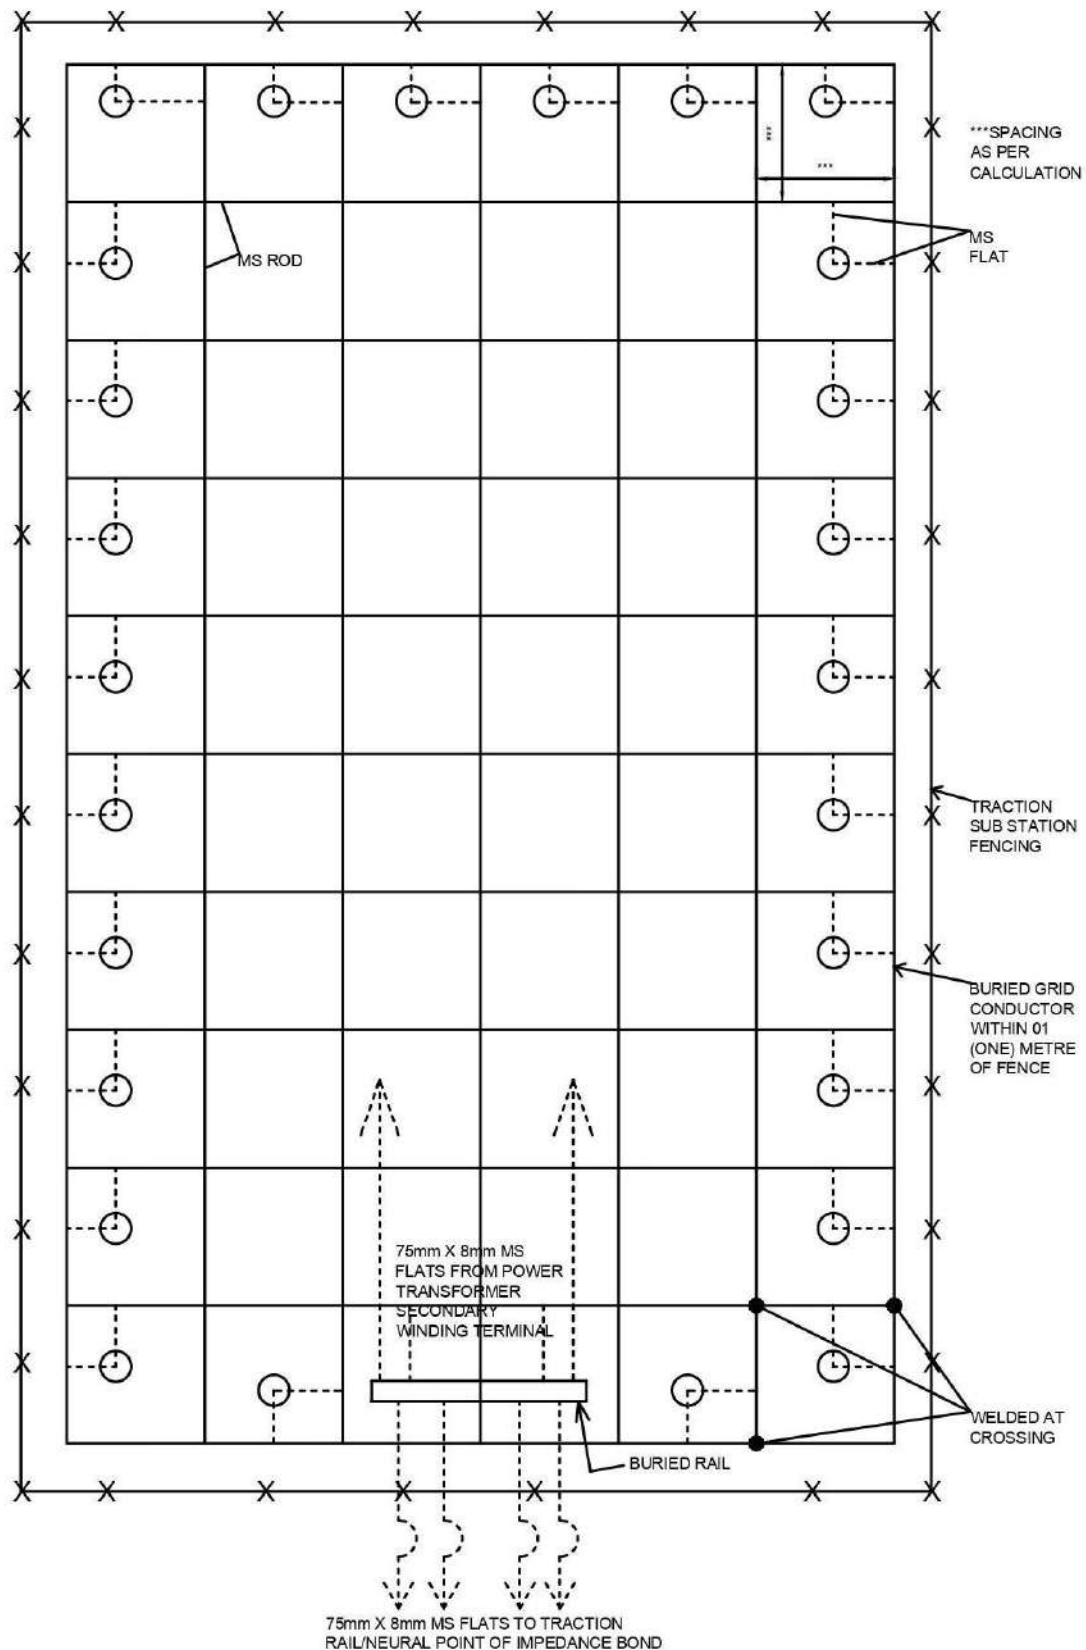 ***SPACING
AS PER
CALCULATION
***
***
MS ROD
MS
FLAT
TRACTION
SUB STATION
FENCING
BURIED GRID
CONDUCTOR
WITHIN 01
(ONE) METRE
OF FENCE
75mm X 8mm MS
FLATS FROM POWER
TRANSFORMER
SECONDARY
WINDING TERMINAL
WELDED AT
CROSSING
BURIED RAIL
75mm X 8mm MS FLATS TO TRACTION
RAIL/NEURAL POINT OF IMPEDANCE BOND